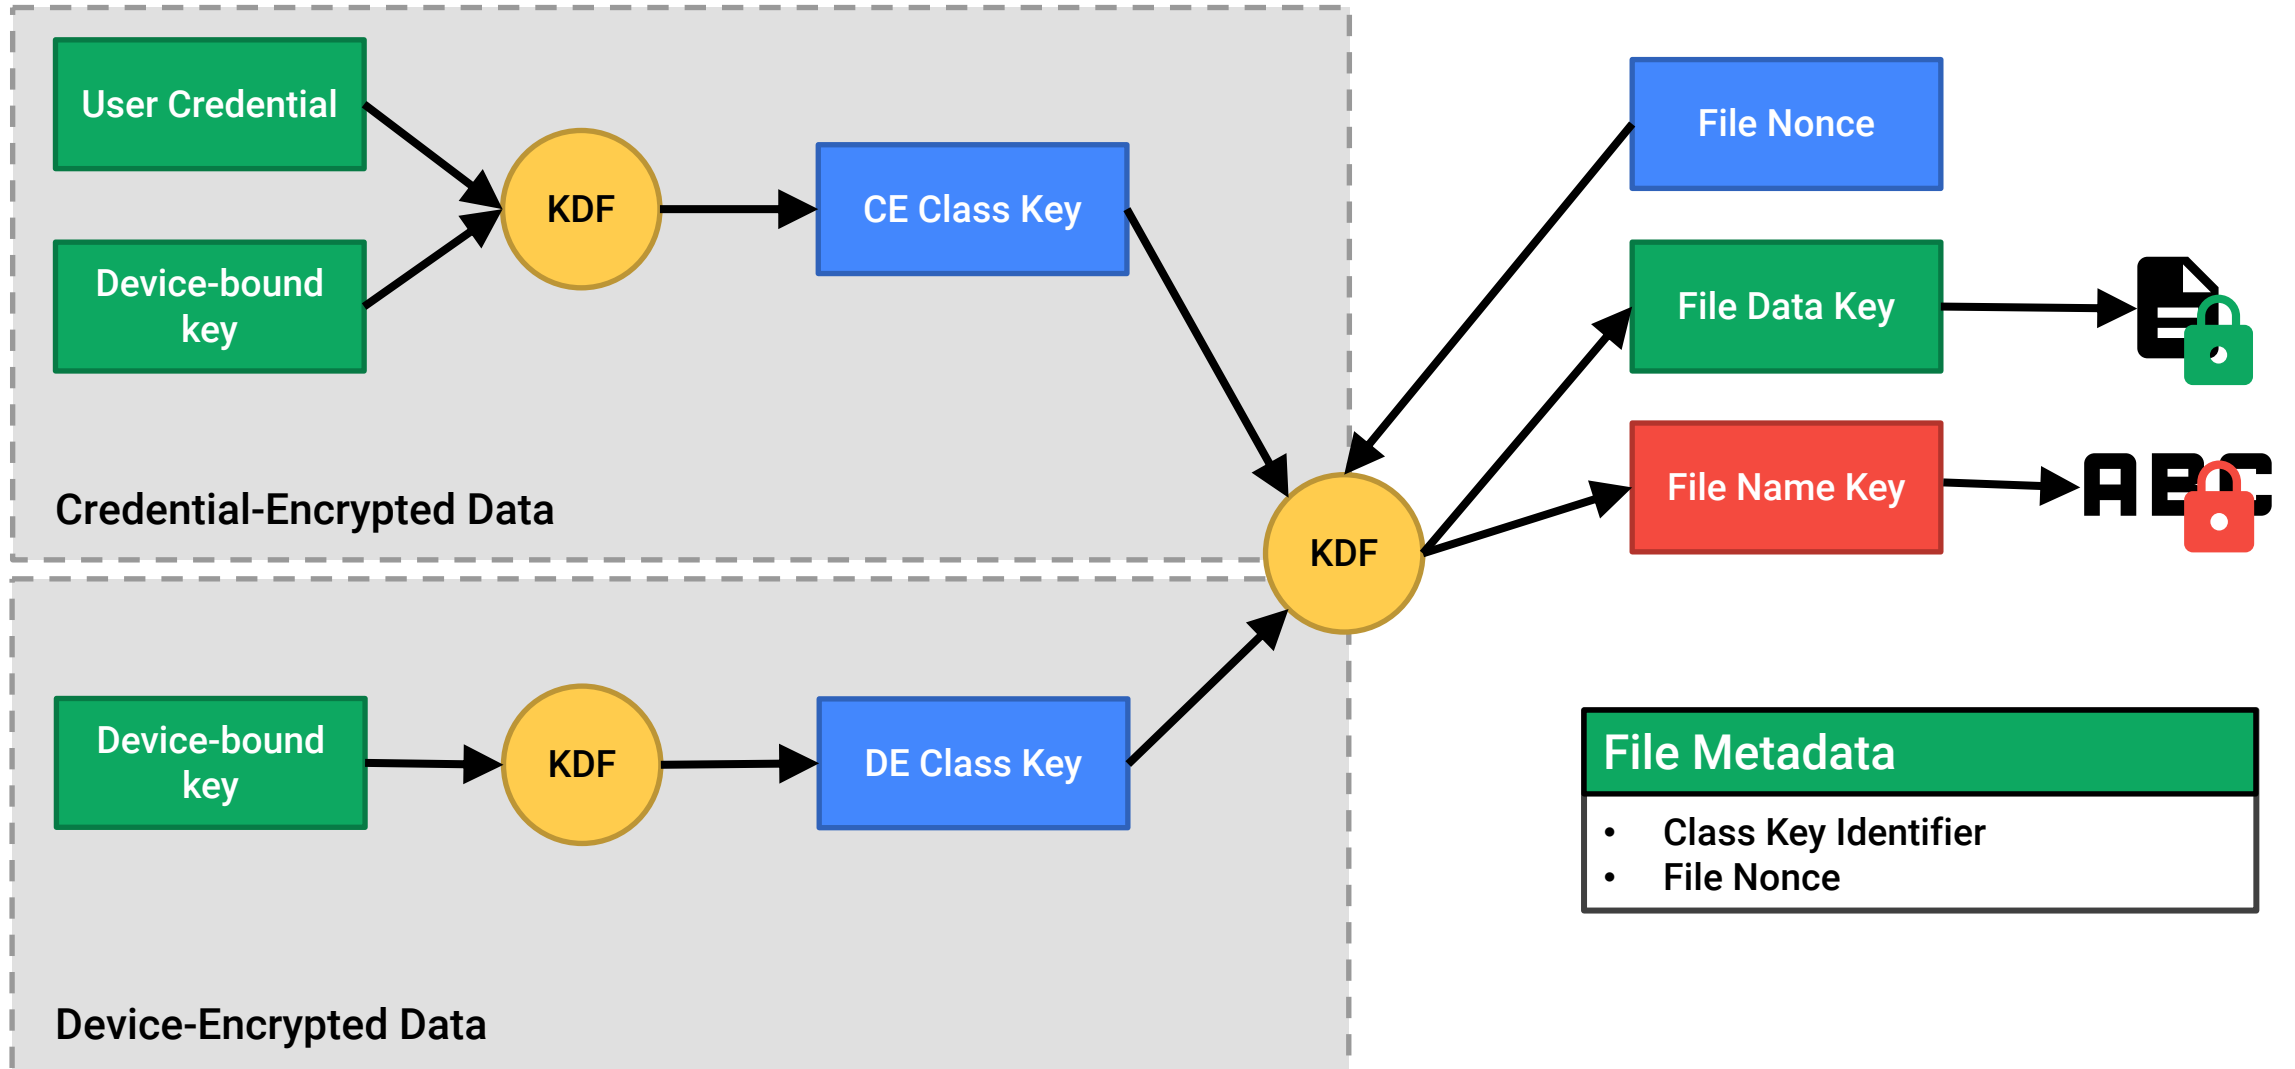 User Credential
Device-bound
key
KDF
CE Class Key
Credential-Encrypted Data
Device-bound
key
KDF
DE Class Key
Device-Encrypted Data
KDF
File Nonce
File Data Key
File Name Key
ABC
File Metadata
• Class Key Identifier
• File Nonce